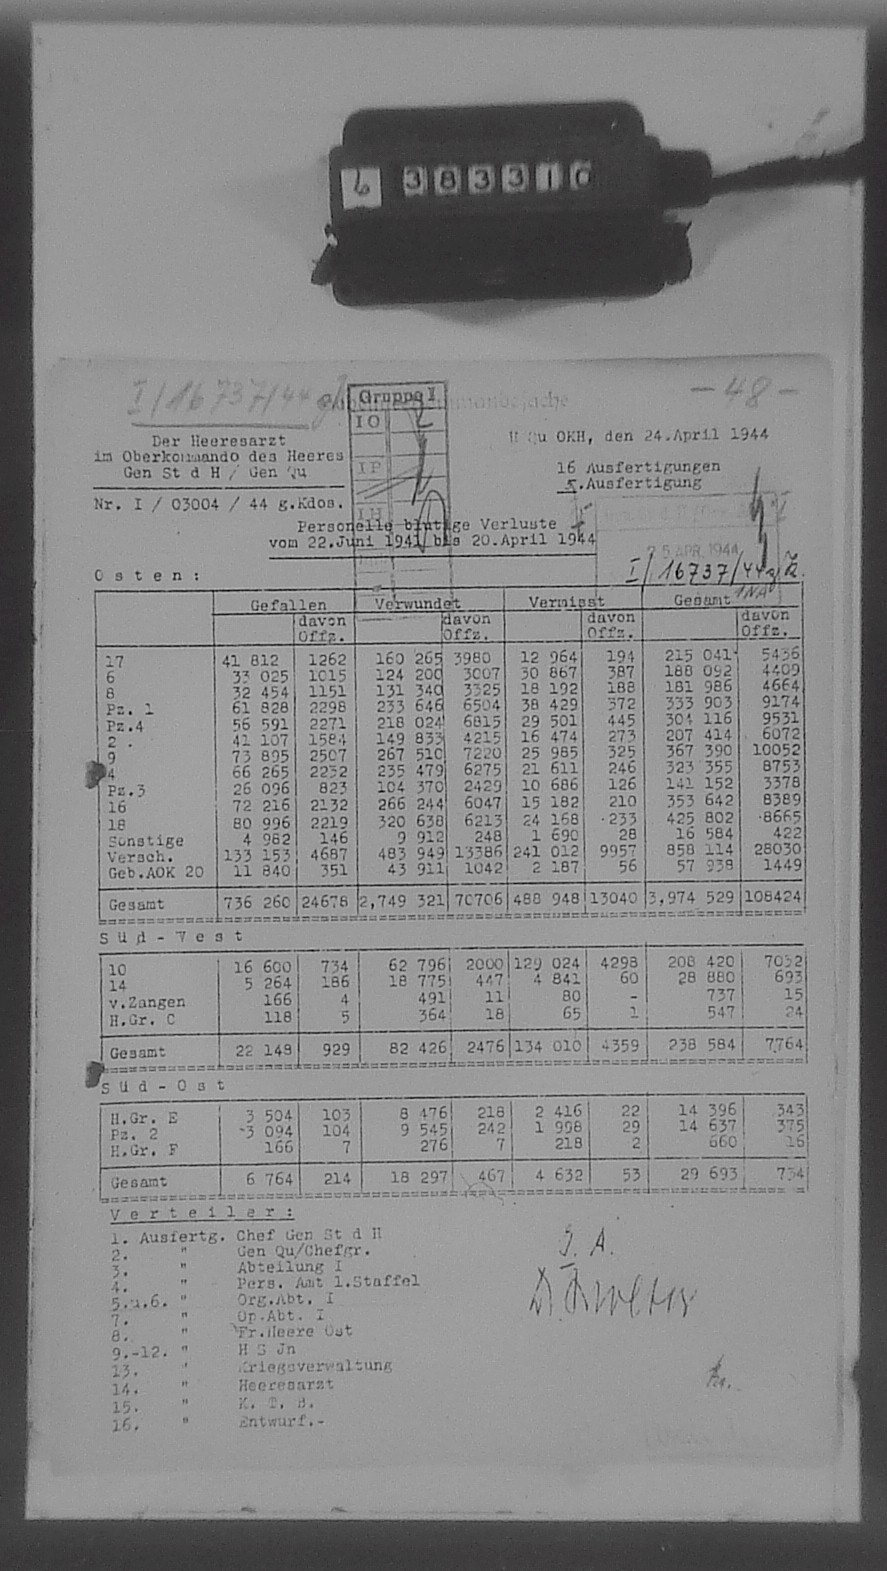 6 383310
I/16737/44 g.
- 48 -
Gruppe I
IO
IP
IH
Der Heeresarzt
im Oberkommando des Heeres
Gen St d H / Gen Qu
Nr. I / 03004 / 44 g.Kdos.
H Qu OKH, den 24.April 1944
16 Ausfertigungen
5.Ausfertigung
Personelle blutige Verluste
vom 22.Juni 1941 bis 20.April 1944
25 APR. 1944
I/16737/44 g.K.
Osten:
Gefallen Verwundet Vermisst Gesamt
davon Offz. davon Offz. davon Offz. davon Offz.
17 41 812 1262 160 265 3980 12 964 194 215 041 5436
6 33 025 1015 124 200 3007 30 867 387 188 092 4409
8 32 454 1151 131 340 3325 18 192 188 181 986 4664
Pz. 1 61 828 2298 233 646 6504 38 429 372 333 903 9174
Pz.4 56 591 2271 218 024 6815 29 501 445 304 116 9531
2 . 41 107 1584 149 833 4215 16 474 273 207 414 6072
9 73 895 2507 267 510 7220 25 985 325 367 390 10052
4 66 265 2232 235 479 6275 21 611 246 323 355 8753
Pz.3 26 096 823 104 370 2429 10 686 126 141 152 3378
16 72 216 2132 266 244 6047 15 182 210 353 642 8389
18 80 996 2219 320 638 6213 24 168 233 425 802 8665
Sonstige 4 982 146 9 912 248 1 690 28 16 584 422
Versch. 133 153 4687 483 949 13386 241 012 9957 858 114 28030
Geb.AOK 20 11 840 351 43 911 1042 2 187 56 57 938 1449
Gesamt 736 260 24678 2,749 321 70706 488 948 13040 3,974 529 108424
Süd-West
10 16 600 734 62 796 2000 129 024 4298 208 420 7032
14 5 264 186 18 775 447 4 841 60 28 880 693
v.Zangen 166 4 491 11 80 - 737 15
H.Gr. C 118 5 364 18 65 1 547 24
Gesamt 22 148 929 82 426 2476 134 010 4359 238 584 7764
Süd-Ost
H.Gr. E 3 504 103 8 476 218 2 416 22 14 396 343
Pz. 2 3 094 104 9 545 242 1 998 29 14 637 375
H.Gr. F 166 7 276 7 218 2 660 16
Gesamt 6 764 214 18 297 467 4 632 53 29 693 734
Verteiler:
1. Ausfertg. Chef Gen St d H
2. " Gen Qu/Chefgr.
3. " Abteilung I
4. " Pers. Amt 1.Staffel
5.u.6. " Org.Abt. I
7. " Op.Abt. I
8. " Fr.Heere Ost
9.-12. " H S Jn
13. " Kriegsverwaltung
14. " Heeresarzt
15. " K. T. B.
16. " Entwurf.-
I. A.